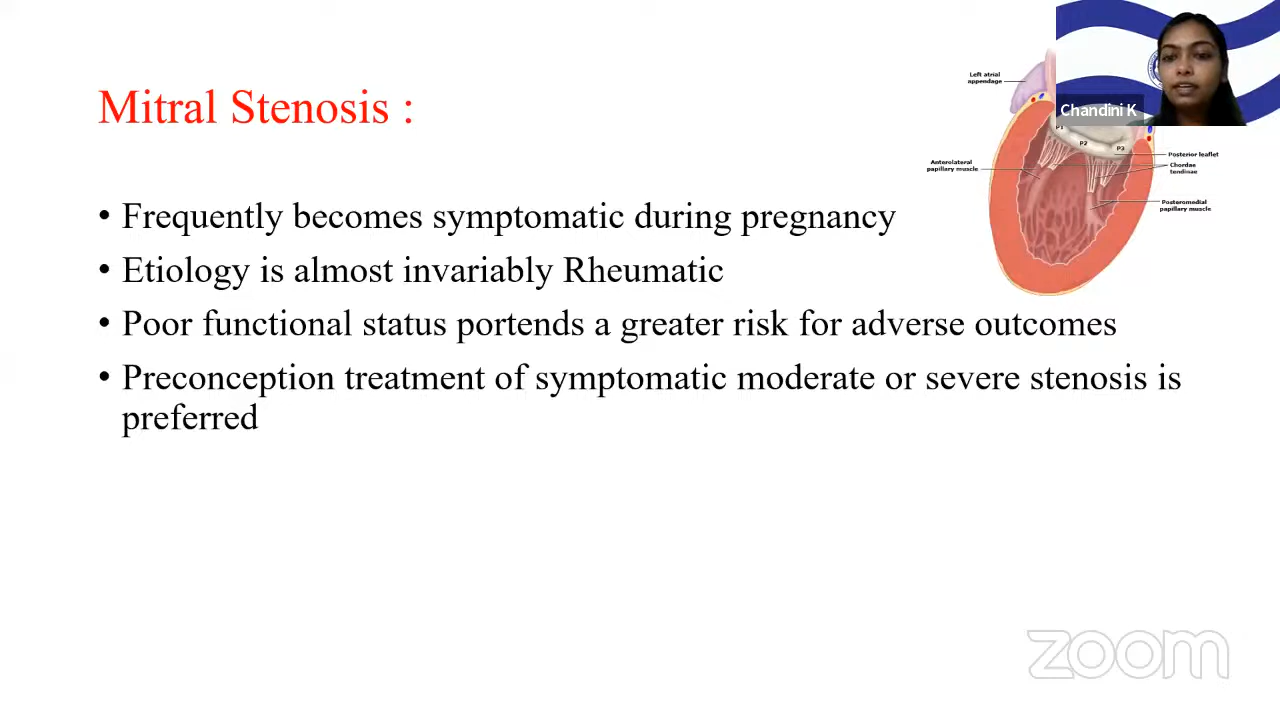 Mitral Stenosis :
• Frequently becomes symptomatic during pregnancy
• Etiology is almost invariably Rheumatic
• Poor functional status portends a greater risk for adverse outcomes
• Preconception treatment of symptomatic moderate or severe stenosis is
preferred
Left atrial
appendage
Chandini K
P1
P2
P3
Anterolateral
papillary muscle
Posterior leaflet
Chordae
tendinae
Posteromedial
papillary muscle
zoom